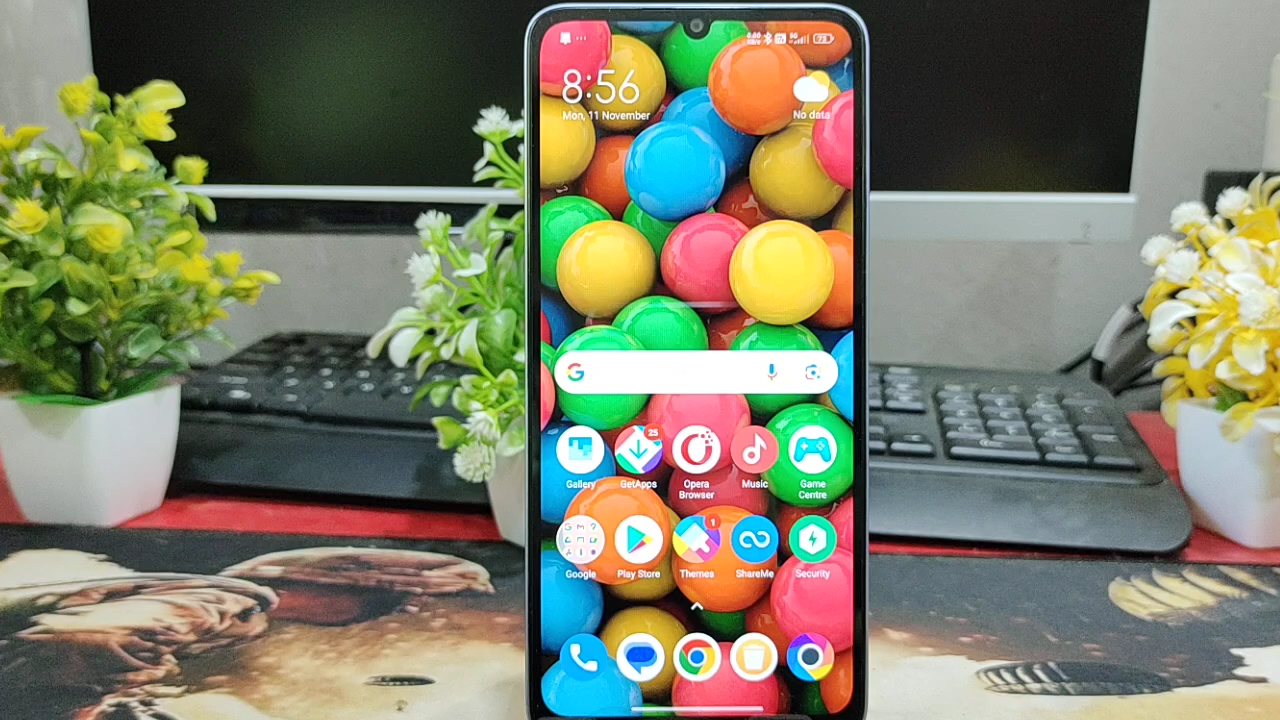 8:56
Mon, 11 November
No data
G
25
Gallery
GetApps
Opera
Browser
Music
Game
Centre
1
Google
Play Store
Themes
ShareMe
Security